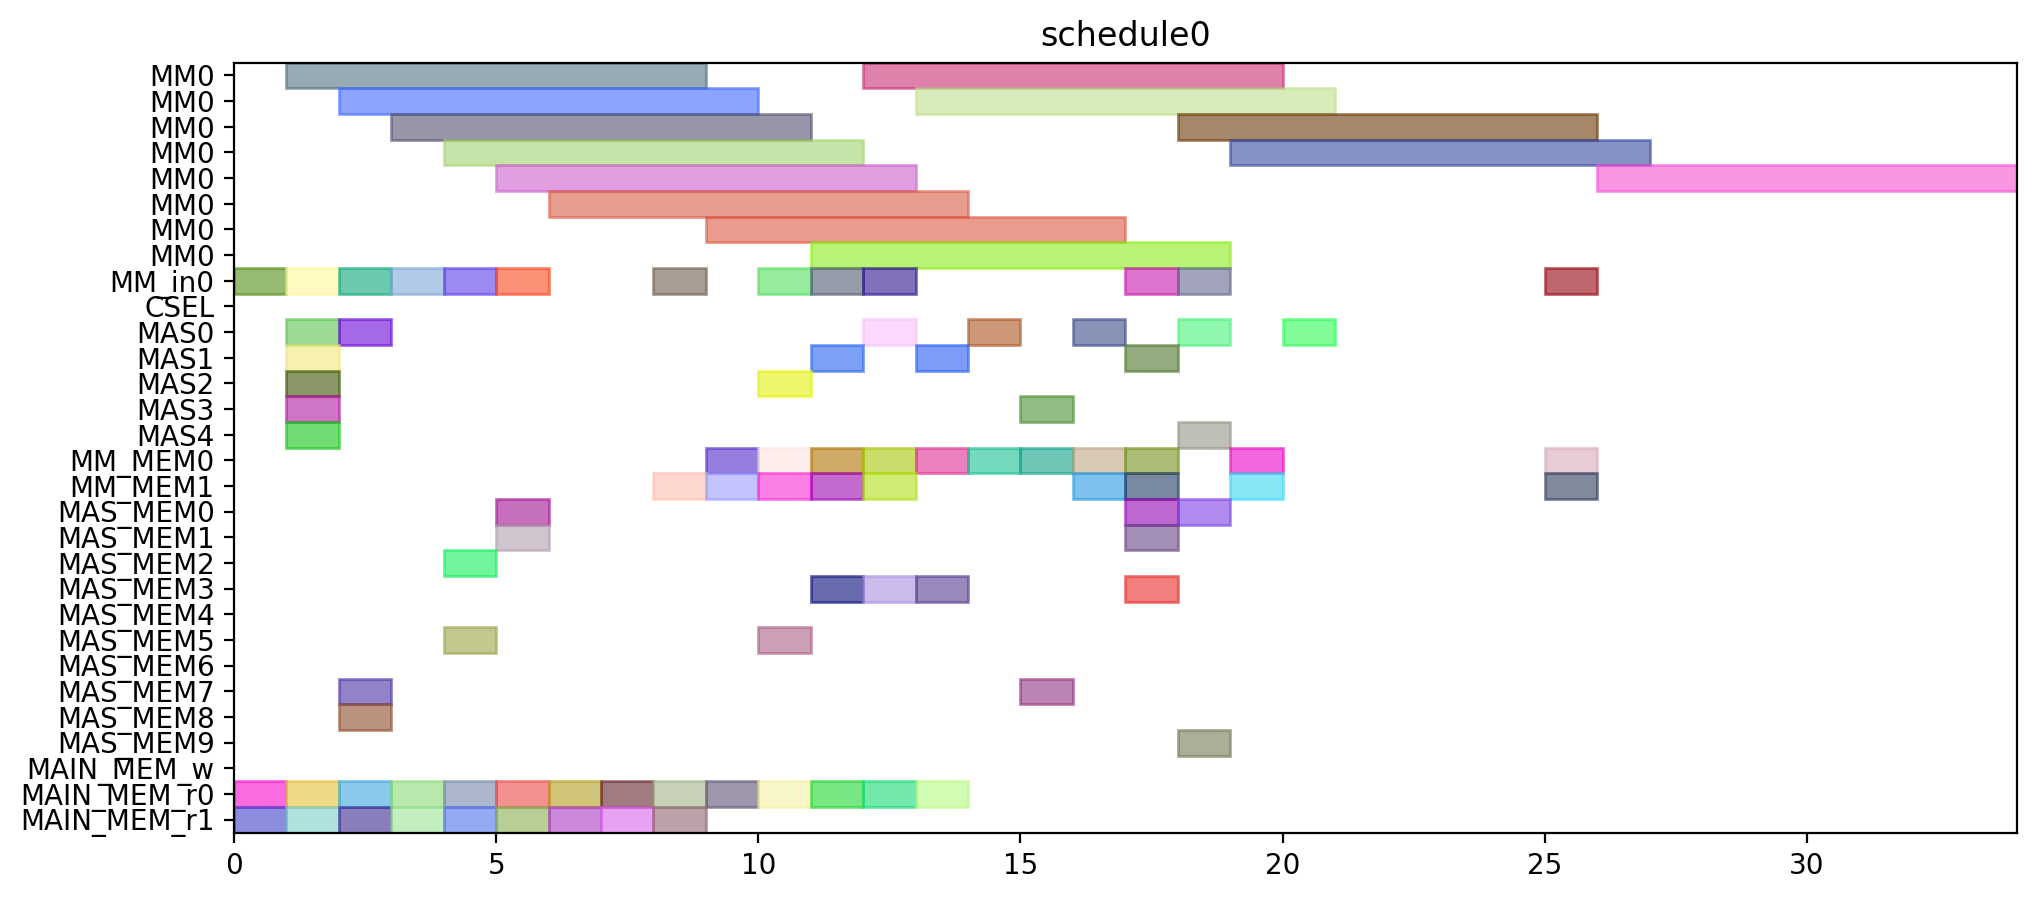 schedule0
MM0
MM0
MM0
MM0
MM0
MM0
MM0
MM0
MM_in0
CSEL
MAS0
MAS1
MAS2
MAS3
MAS4
MM_MEM0
MM_MEM1
MAS_MEM0
MAS_MEM1
MAS_MEM2
MAS_MEM3
MAS_MEM4
MAS_MEM5
MAS_MEM6
MAS_MEM7
MAS_MEM8
MAS_MEM9
MAIN_MEM_w
MAIN_MEM_r0
MAIN_MEM_r1
0 5 10 15 20 25 30